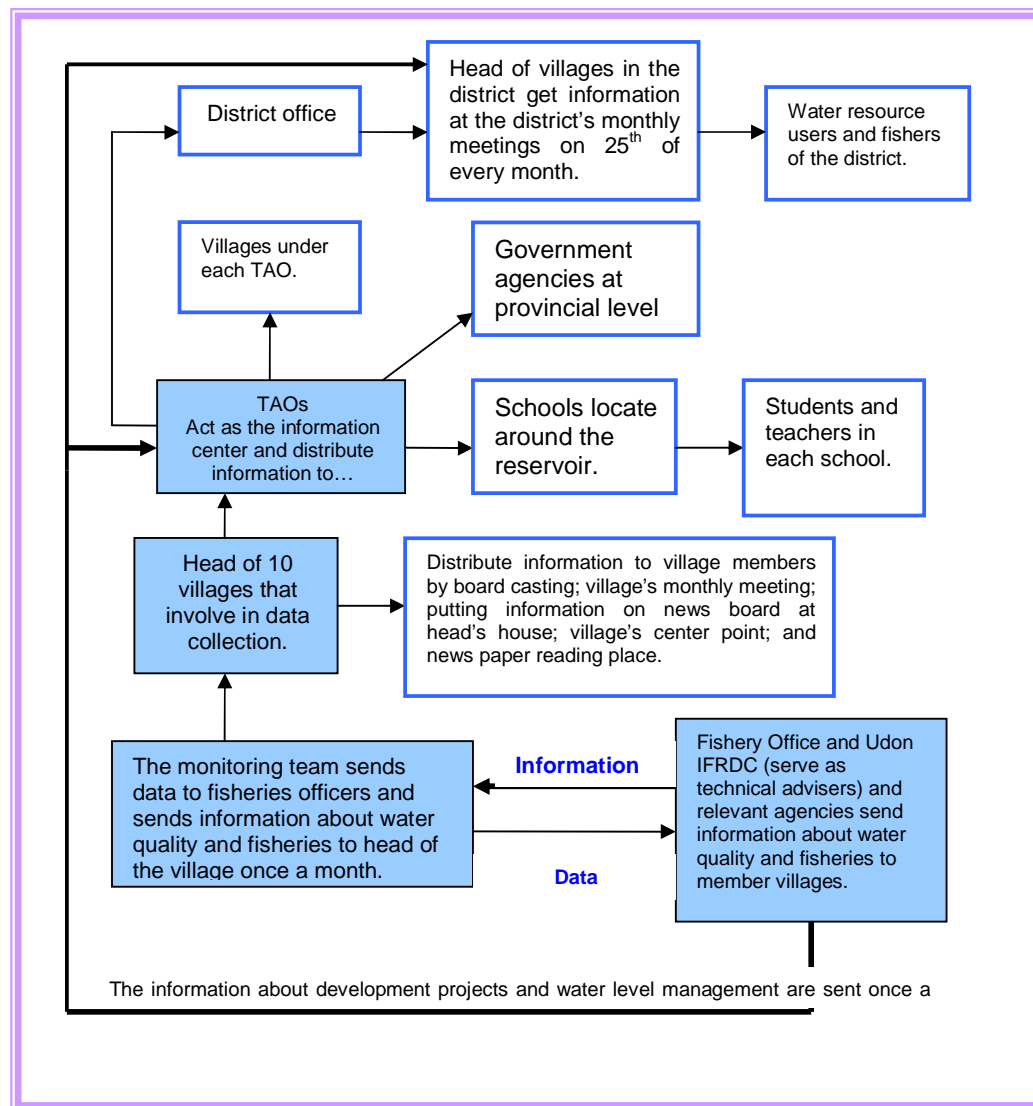 Head of villages in the
district get information
at the district's monthly
meetings on 25th of
every month.
District office
Water resource
users and fishers
of the district.
Villages under
each TAO.
Government
agencies at
provincial level
TAOs
Act as the information
center and distribute
information to…
Schools locate
around the
reservoir.
Students and
teachers in
each school.
Head of 10
villages that
involve in data
collection.
Distribute information to village members
by board casting; village's monthly meeting;
putting information on news board at
head's house; village's center point; and
news paper reading place.
The monitoring team sends
data to fisheries officers and
sends information about water
quality and fisheries to head of
the village once a month.
Information
Data
Fishery Office and Udon
IFRDC (serve as
technical advisers) and
relevant agencies send
information about water
quality and fisheries to
member villages.
The information about development projects and water level management are sent once a